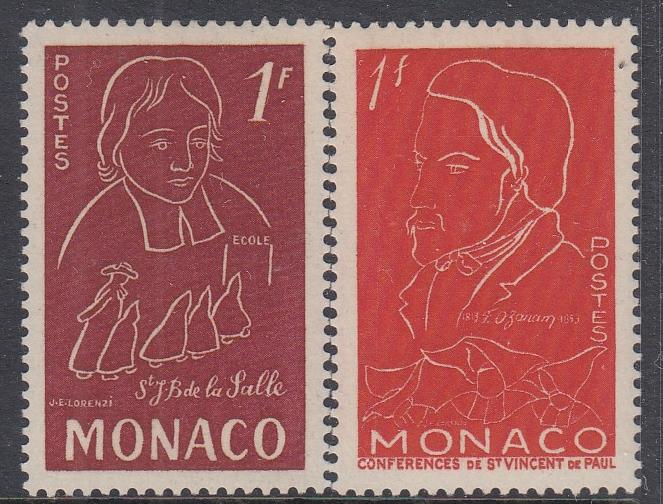 POSTES
1F
ECOLE
St J B de la Salle
J.E.LORENZI
MONACO
1f
POSTES
1813 F. Ozanam 1853
MONACO
CONFERENCES DE ST VINCENT DE PAUL